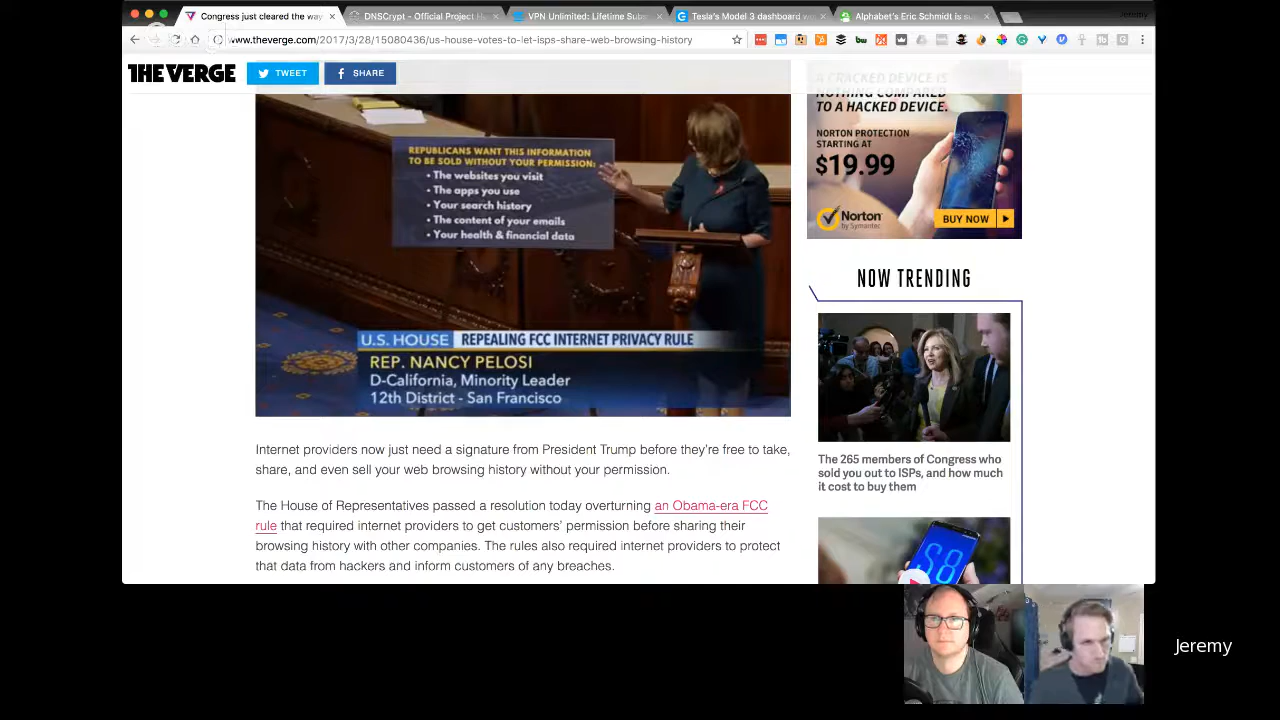 Congress just cleared the way
DNSCrypt - Official Project H
VPN Unlimited: Lifetime Subs
Tesla's Model 3 dashboard w
Alphabet's Eric Schmidt is s
Jeremy
www.theverge.com/2017/3/28/15080436/us-house-votes-to-let-isps-share-web-browsing-history
THE VERGE
TWEET
SHARE
REPUBLICANS WANT THIS INFORMATION
TO BE SOLD WITHOUT YOUR PERMISSION:
• The websites you visit
• The apps you use
• Your search history
• The content of your emails
• Your health & financial data
U.S. HOUSE REPEALING FCC INTERNET PRIVACY RULE
REP. NANCY PELOSI
D-California, Minority Leader
12th District - San Francisco
Internet providers now just need a signature from President Trump before they're free to take,
share, and even sell your web browsing history without your permission.
The House of Representatives passed a resolution today overturning an Obama-era FCC
rule that required internet providers to get customers' permission before sharing their
browsing history with other companies. The rules also required internet providers to protect
that data from hackers and inform customers of any breaches.
A CRACKED DEVICE IS
NOTHING COMPARED
TO A HACKED DEVICE.
NORTON PROTECTION
STARTING AT
$19.99
Norton
by Symantec
BUY NOW
NOW TRENDING
The 265 members of Congress who
sold you out to ISPs, and how much
it cost to buy them
S8
Jeremy